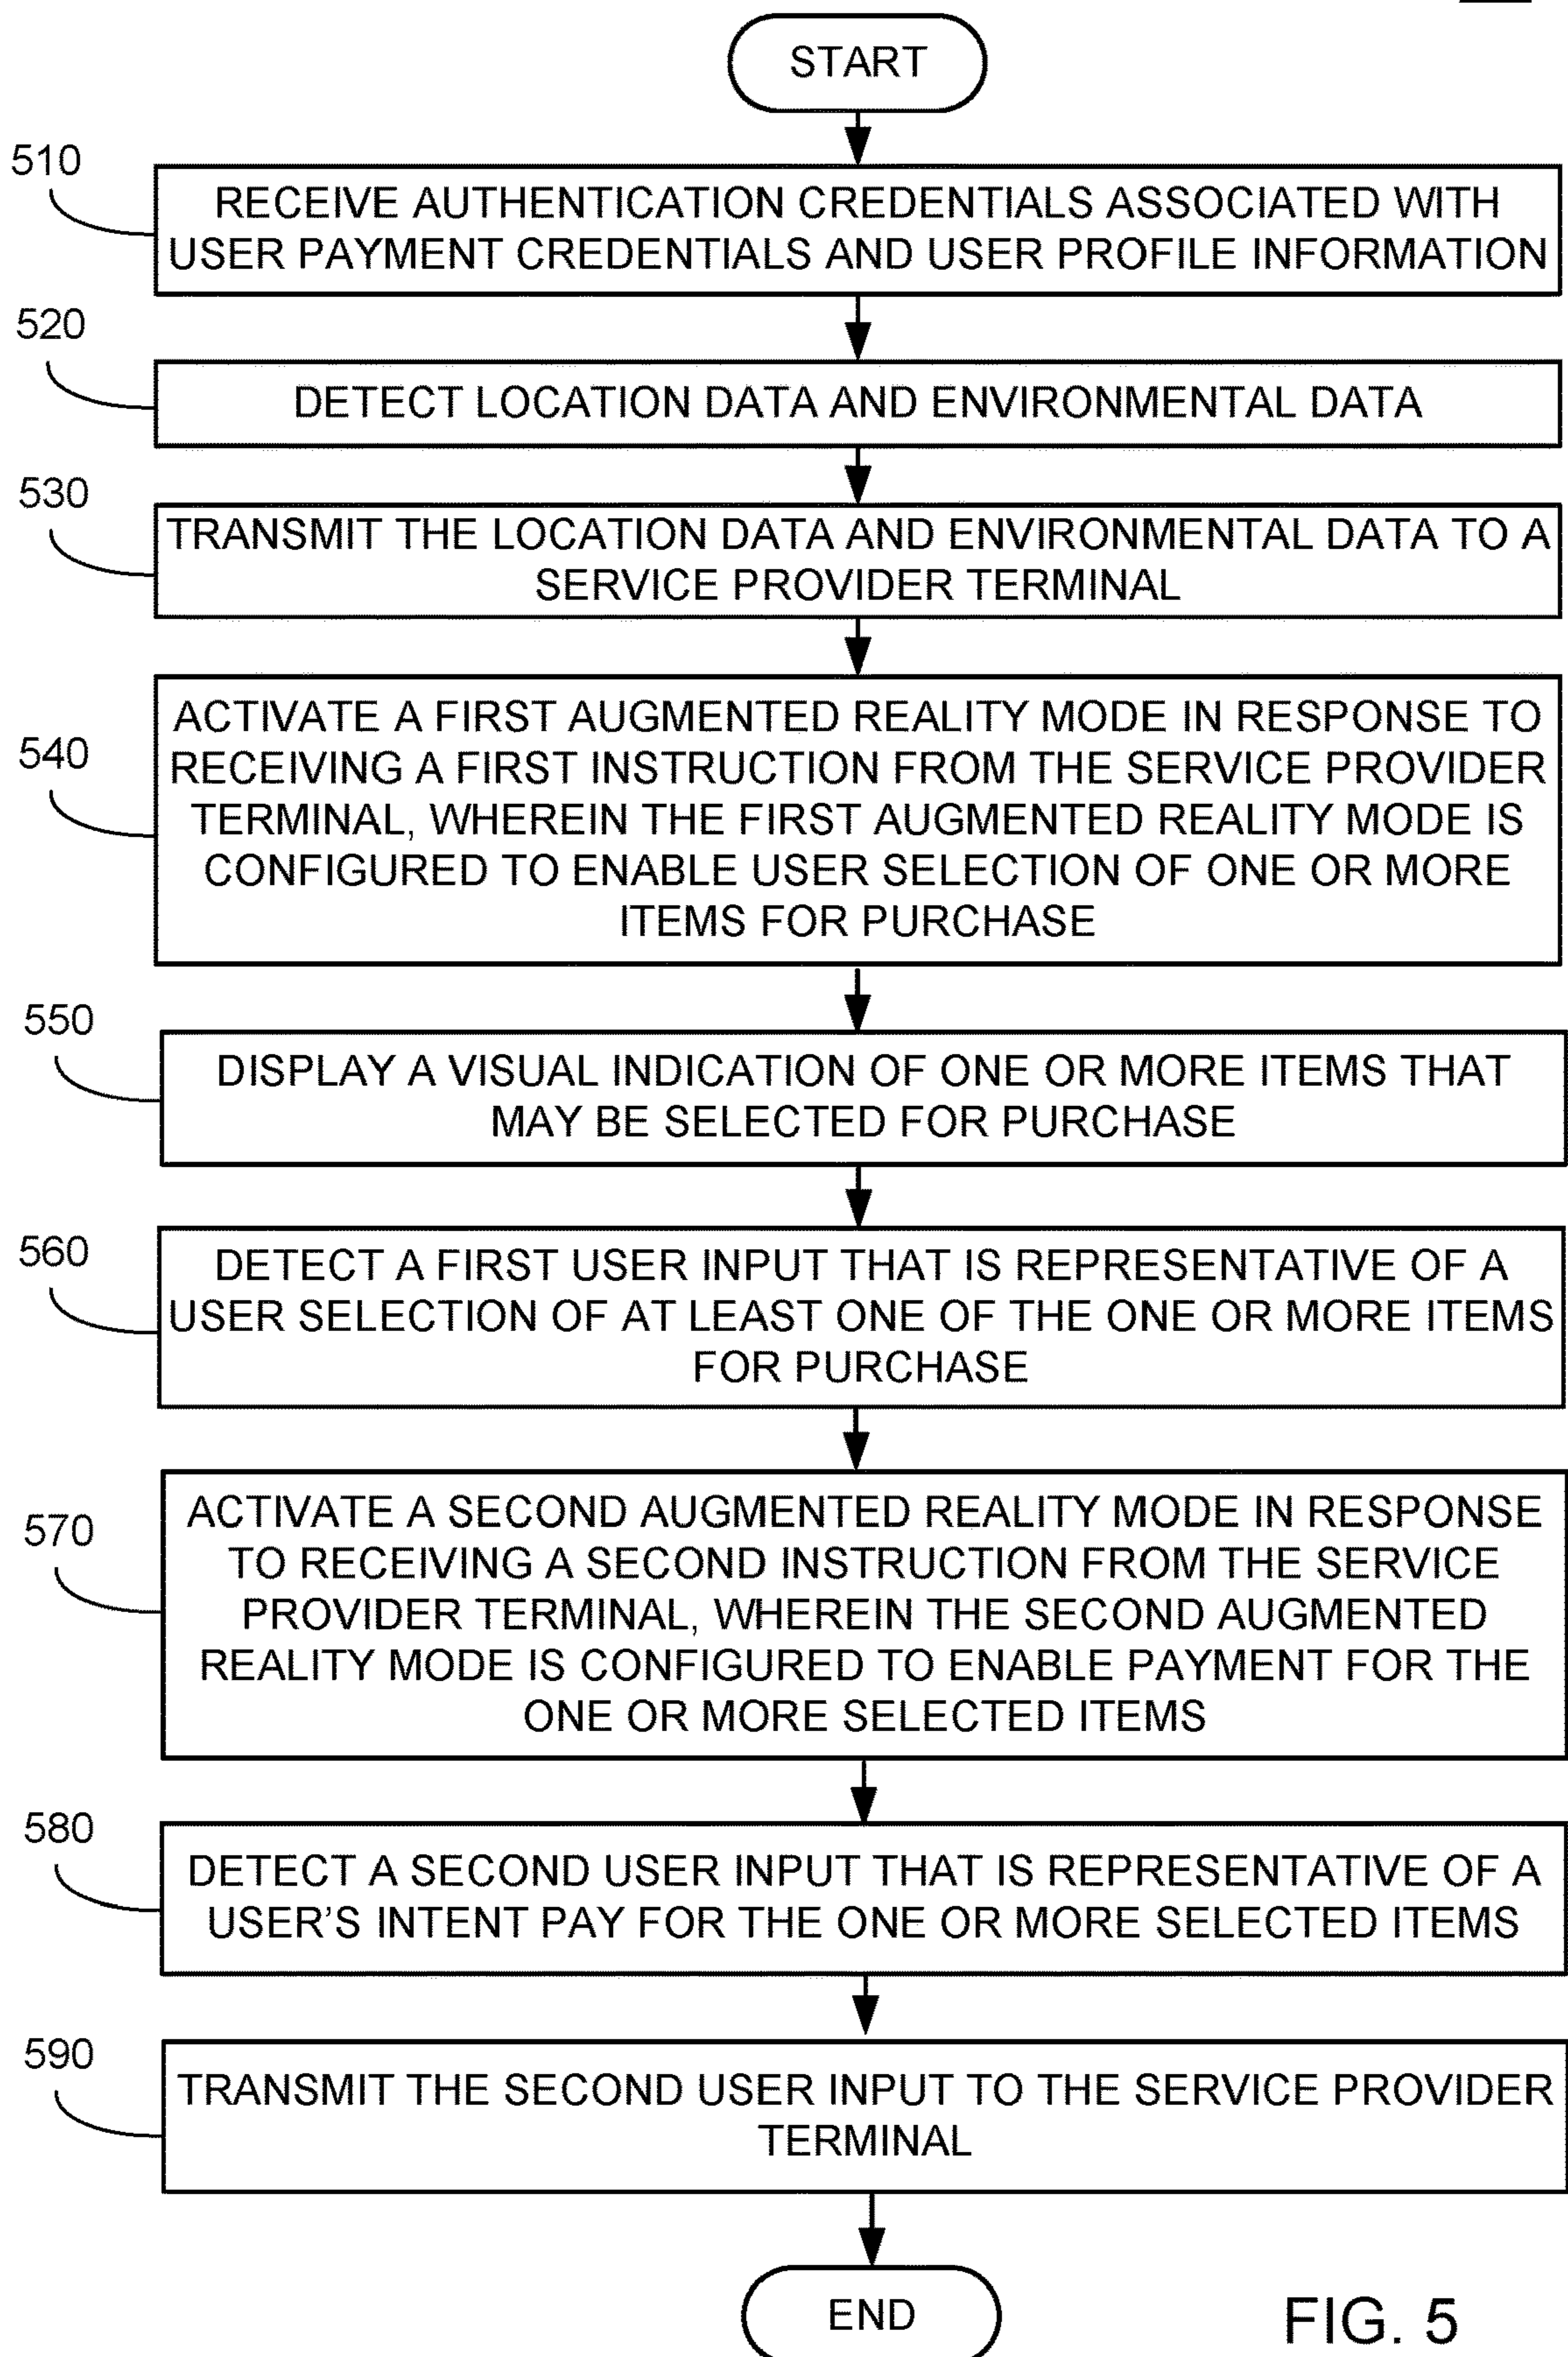 START
510
RECEIVE AUTHENTICATION CREDENTIALS ASSOCIATED WITH
USER PAYMENT CREDENTIALS AND USER PROFILE INFORMATION
520
DETECT LOCATION DATA AND ENVIRONMENTAL DATA
530
TRANSMIT THE LOCATION DATA AND ENVIRONMENTAL DATA TO A
SERVICE PROVIDER TERMINAL
540
ACTIVATE A FIRST AUGMENTED REALITY MODE IN RESPONSE TO
RECEIVING A FIRST INSTRUCTION FROM THE SERVICE PROVIDER
TERMINAL, WHEREIN THE FIRST AUGMENTED REALITY MODE IS
CONFIGURED TO ENABLE USER SELECTION OF ONE OR MORE
ITEMS FOR PURCHASE
550
DISPLAY A VISUAL INDICATION OF ONE OR MORE ITEMS THAT
MAY BE SELECTED FOR PURCHASE
560
DETECT A FIRST USER INPUT THAT IS REPRESENTATIVE OF A
USER SELECTION OF AT LEAST ONE OF THE ONE OR MORE ITEMS
FOR PURCHASE
570
ACTIVATE A SECOND AUGMENTED REALITY MODE IN RESPONSE
TO RECEIVING A SECOND INSTRUCTION FROM THE SERVICE
PROVIDER TERMINAL, WHEREIN THE SECOND AUGMENTED
REALITY MODE IS CONFIGURED TO ENABLE PAYMENT FOR THE
ONE OR MORE SELECTED ITEMS
580
DETECT A SECOND USER INPUT THAT IS REPRESENTATIVE OF A
USER’S INTENT PAY FOR THE ONE OR MORE SELECTED ITEMS
590
TRANSMIT THE SECOND USER INPUT TO THE SERVICE PROVIDER
TERMINAL
END
FIG. 5